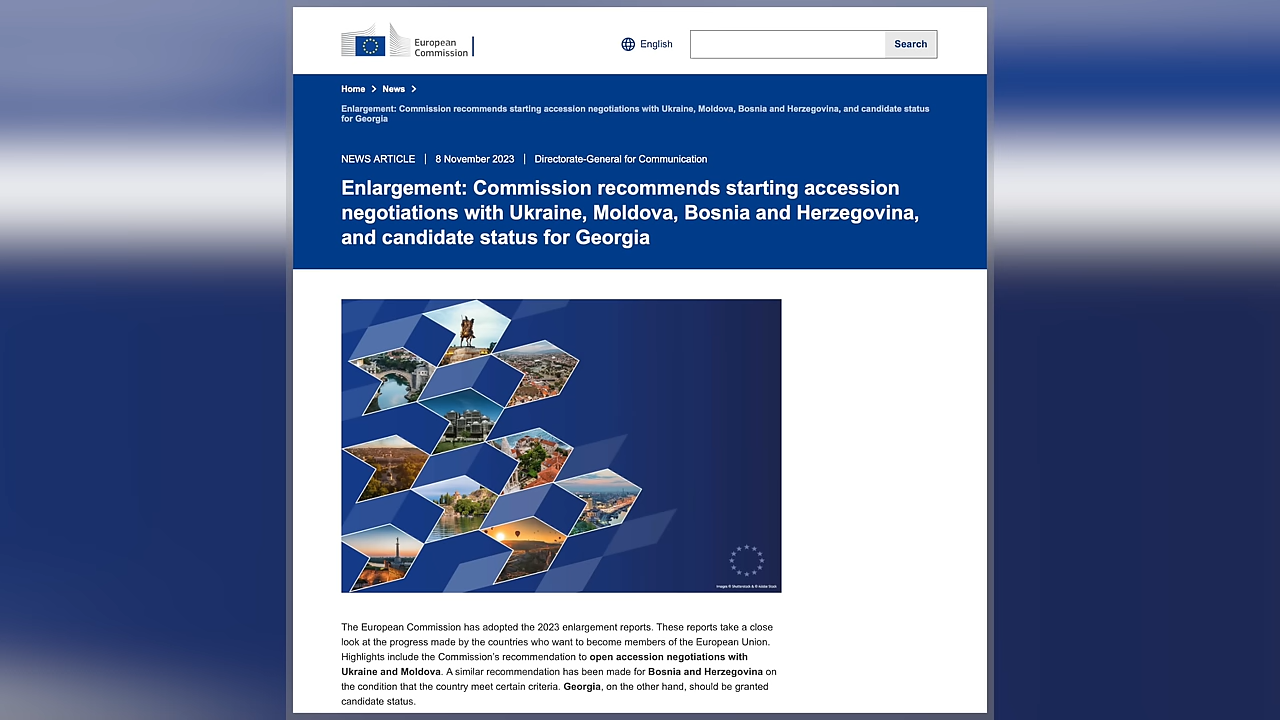 European
Commission
English
Search
Home
News
Enlargement: Commission recommends starting accession negotiations with Ukraine, Moldova, Bosnia and Herzegovina, and candidate status
for Georgia
NEWS ARTICLE | 8 November 2023 | Directorate-General for Communication
Enlargement: Commission recommends starting accession
negotiations with Ukraine, Moldova, Bosnia and Herzegovina,
and candidate status for Georgia
Images © Shutterstock & © Adobe Stock
The European Commission has adopted the 2023 enlargement reports. These reports take a close
look at the progress made by the countries who want to become members of the European Union.
Highlights include the Commission's recommendation to open accession negotiations with
Ukraine and Moldova. A similar recommendation has been made for Bosnia and Herzegovina on
the condition that the country meet certain criteria. Georgia, on the other hand, should be granted
candidate status.